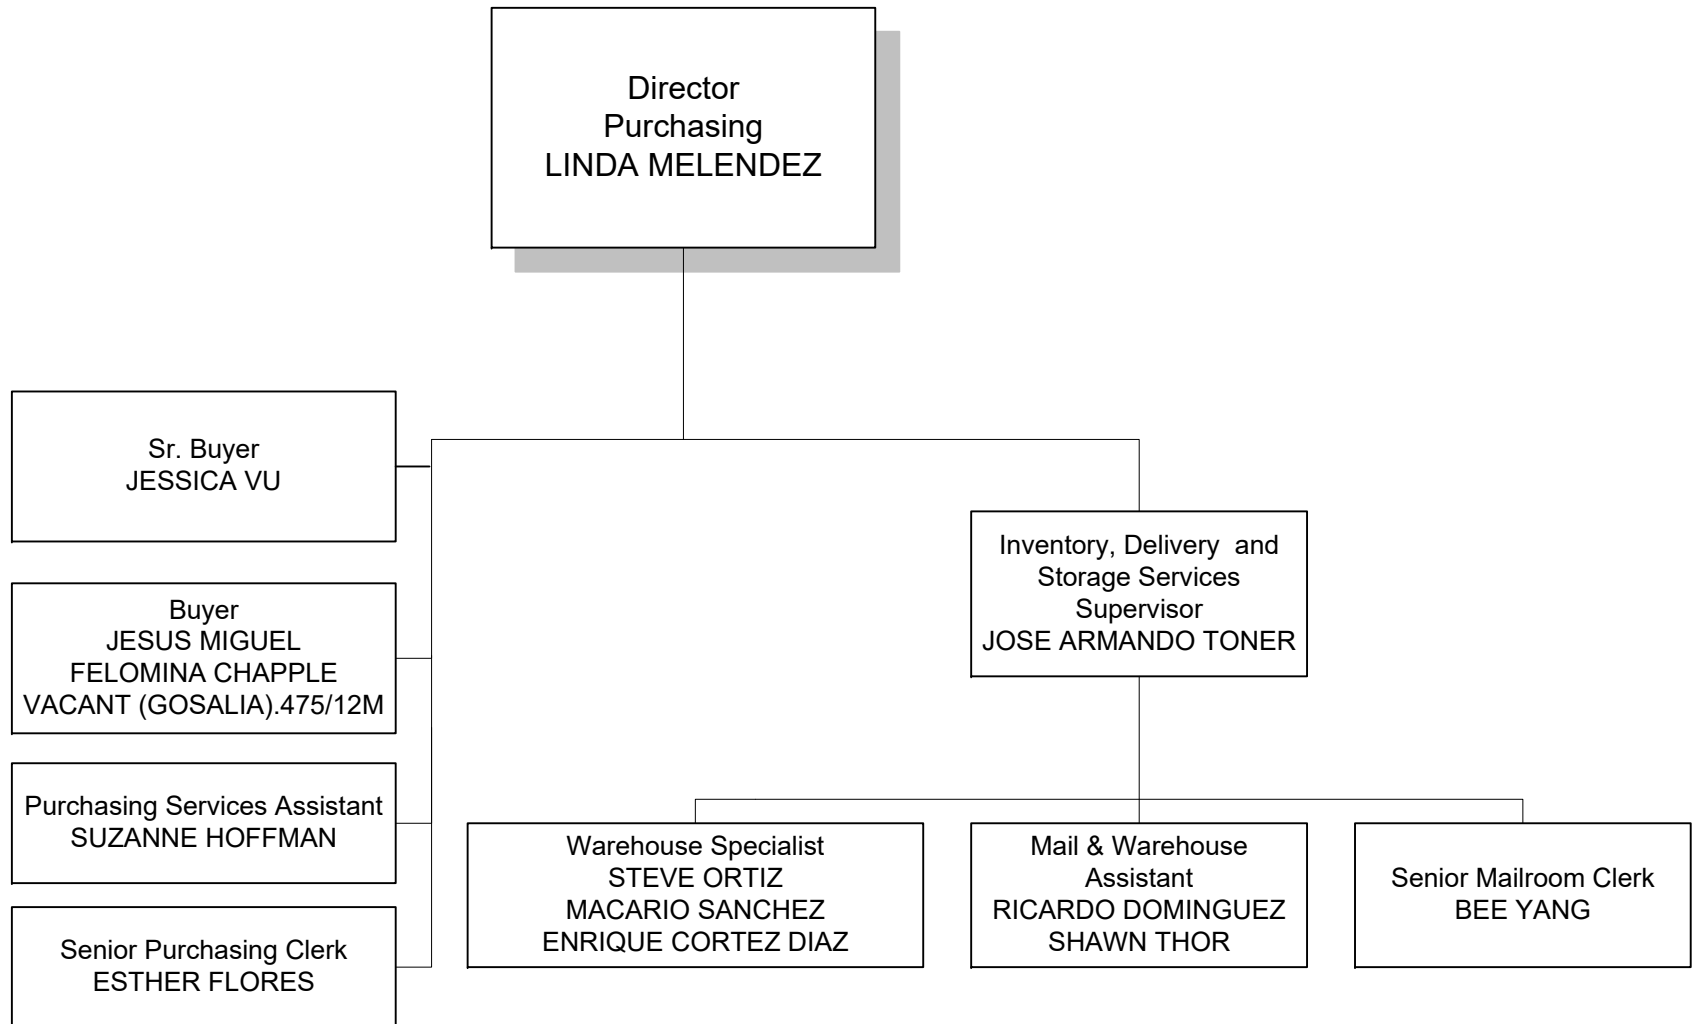 Director
Purchasing
LINDA MELENDEZ
Sr. Buyer
JESSICA VU
Buyer
JESUS MIGUEL
FELOMINA CHAPPLE
VACANT (GOSALIA).475/12M
Purchasing Services Assistant
SUZANNE HOFFMAN
Senior Purchasing Clerk
ESTHER FLORES
Inventory, Delivery  and
Storage Services
Supervisor
JOSE ARMANDO TONER
Warehouse Specialist
STEVE ORTIZ
MACARIO SANCHEZ
ENRIQUE CORTEZ DIAZ
Mail & Warehouse
Assistant
RICARDO DOMINGUEZ
SHAWN THOR
Senior Mailroom Clerk
BEE YANG